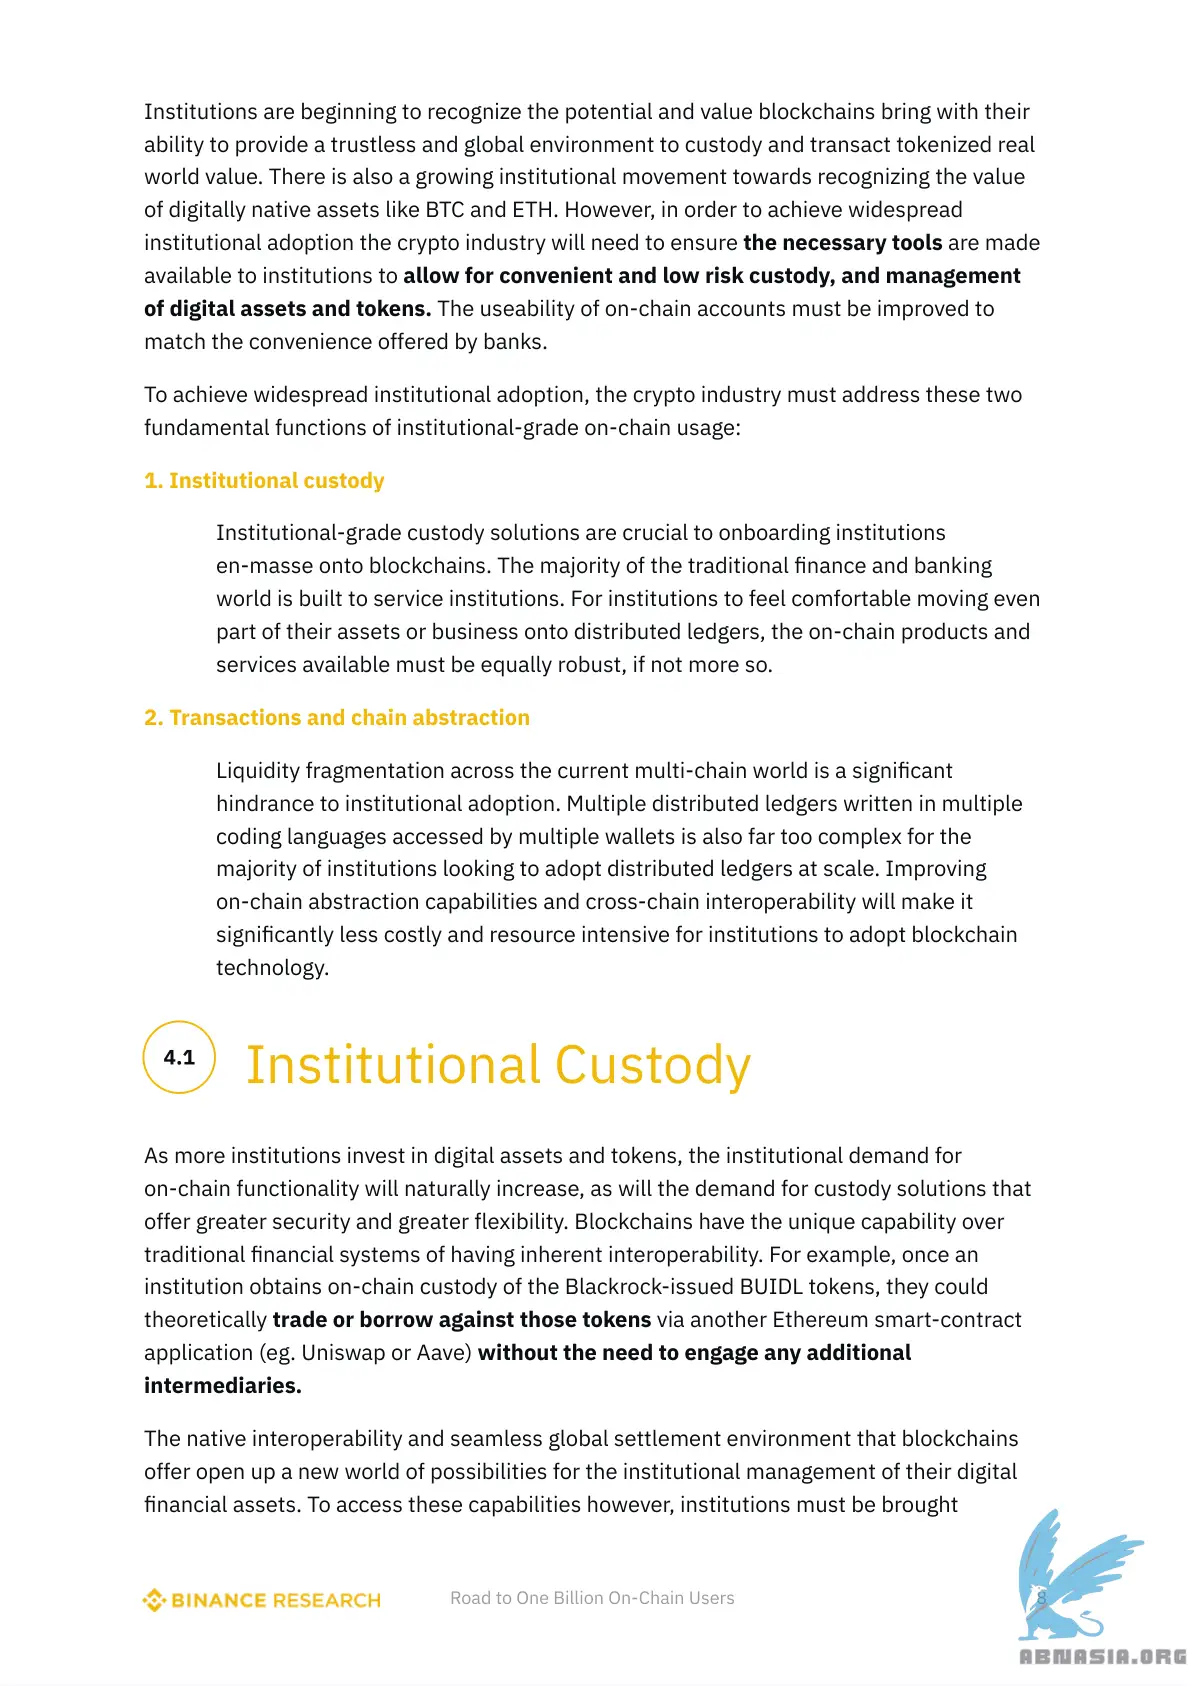 Institutions are beginning to recognize the potential and value blockchains bring with their
ability to provide a trustless and global environment to custody and transact tokenized real
world value. There is also a growing institutional movement towards recognizing the value
of digitally native assets like BTC and ETH. However, in order to achieve widespread
institutional adoption the crypto industry will need to ensure the necessary tools are made
available to institutions to allow for convenient and low risk custody, and management
of digital assets and tokens. The useability of on-chain accounts must be improved to
match the convenience offered by banks.
To achieve widespread institutional adoption, the crypto industry must address these two
fundamental functions of institutional-grade on-chain usage:
1. Institutional custody
Institutional-grade custody solutions are crucial to onboarding institutions
en-masse onto blockchains. The majority of the traditional finance and banking
world is built to service institutions. For institutions to feel comfortable moving even
part of their assets or business onto distributed ledgers, the on-chain products and
services available must be equally robust, if not more so.
2. Transactions and chain abstraction
Liquidity fragmentation across the current multi-chain world is a significant
hindrance to institutional adoption. Multiple distributed ledgers written in multiple
coding languages accessed by multiple wallets is also far too complex for the
majority of institutions looking to adopt distributed ledgers at scale. Improving
on-chain abstraction capabilities and cross-chain interoperability will make it
significantly less costly and resource intensive for institutions to adopt blockchain
technology.
4.1 Institutional Custody
As more institutions invest in digital assets and tokens, the institutional demand for
on-chain functionality will naturally increase, as will the demand for custody solutions that
offer greater security and greater flexibility. Blockchains have the unique capability over
traditional financial systems of having inherent interoperability. For example, once an
institution obtains on-chain custody of the Blackrock-issued BUIDL tokens, they could
theoretically trade or borrow against those tokens via another Ethereum smart-contract
application (eg. Uniswap or Aave) without the need to engage any additional
intermediaries.
The native interoperability and seamless global settlement environment that blockchains
offer open up a new world of possibilities for the institutional management of their digital
financial assets. To access these capabilities however, institutions must be brought
BINANCE RESEARCH Road to One Billion On-Chain Users 8
ABNASIA.ORG